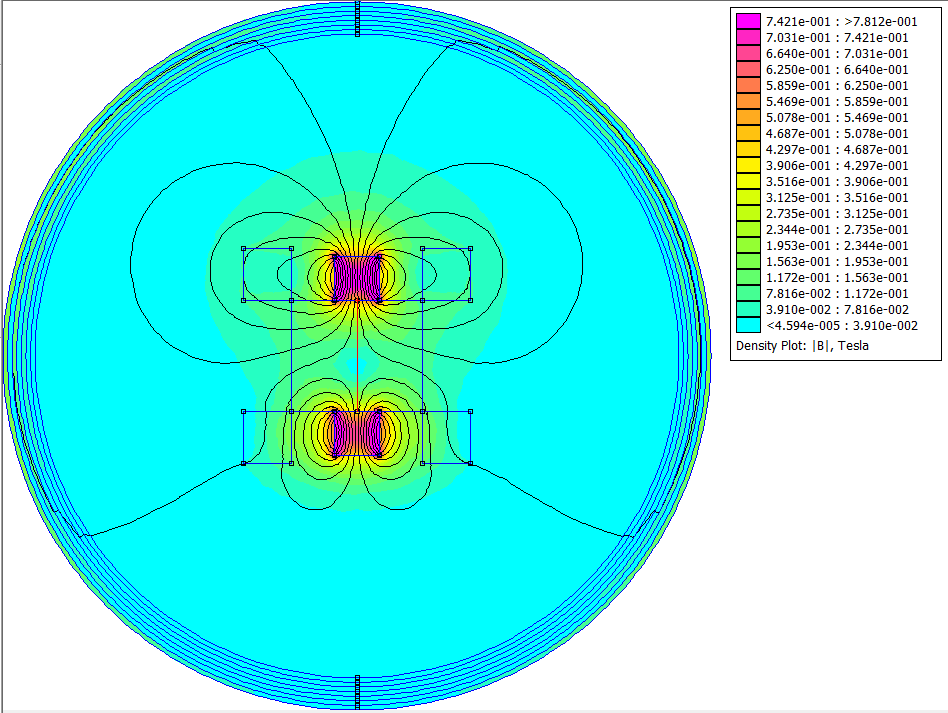 7.421e-001 : >7.812e-001
7.031e-001 : 7.421e-001
6.640e-001 : 7.031e-001
6.250e-001 : 6.640e-001
5.859e-001 : 6.250e-001
5.469e-001 : 5.859e-001
5.078e-001 : 5.469e-001
4.687e-001 : 5.078e-001
4.297e-001 : 4.687e-001
3.906e-001 : 4.297e-001
3.516e-001 : 3.906e-001
3.125e-001 : 3.516e-001
2.735e-001 : 3.125e-001
2.344e-001 : 2.735e-001
1.953e-001 : 2.344e-001
1.563e-001 : 1.953e-001
1.172e-001 : 1.563e-001
7.816e-002 : 1.172e-001
3.910e-002 : 7.816e-002
<4.594e-005 : 3.910e-002
Density Plot: |B|, Tesla